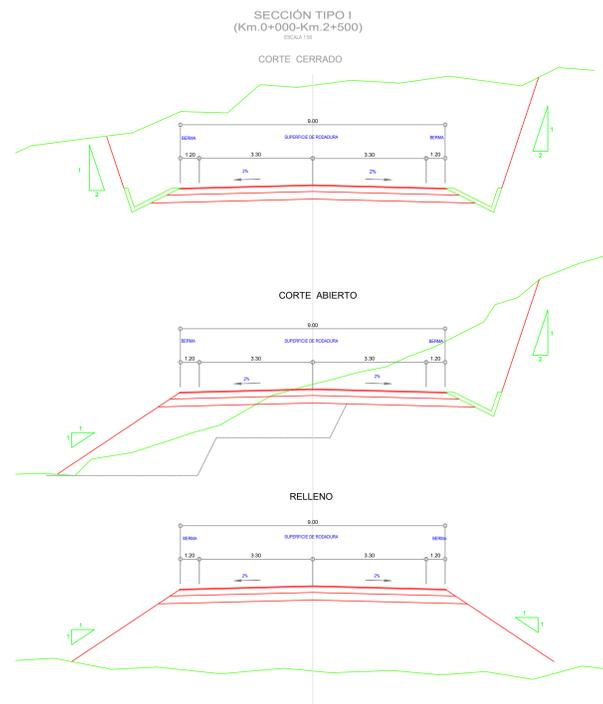 SECCIÓN TIPO I
(Km.0+000-Km.2+500)
ESCALA 1:50
CORTE CERRADO
9.00
BERMA SUPERFICIE DE RODADURA BERMA
1.20 3.30 3.30 1.20
2% 2%
1
2
1
2
CORTE ABIERTO
9.00
BERMA SUPERFICIE DE RODADURA BERMA
1.20 3.30 3.30 1.20
2% 2%
1
2
1
1
RELLENO
9.00
BERMA SUPERFICIE DE RODADURA BERMA
1.20 3.30 3.30 1.20
2% 2%
1
1
1
1